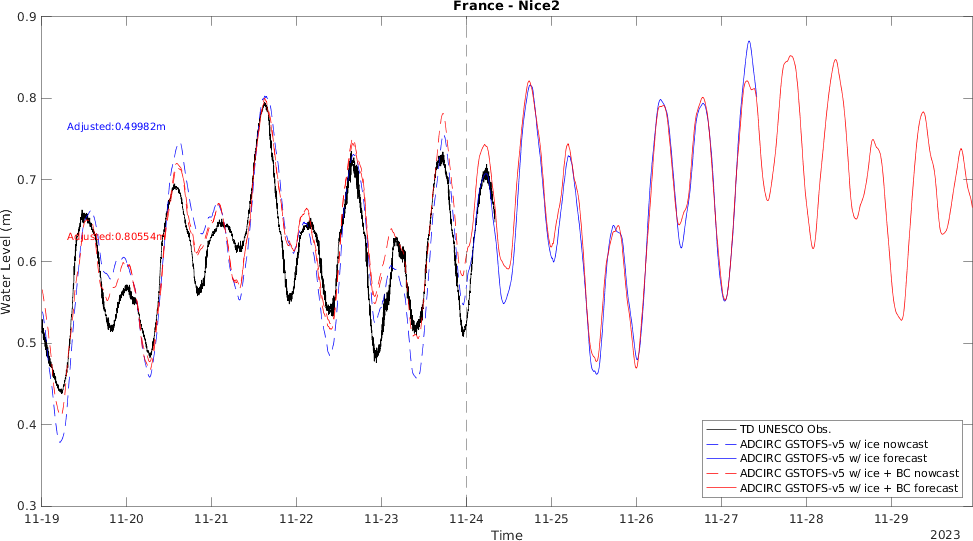 France - Nice2
0.9
0.8
0.7
0.6
0.5
0.4
0.3
Water Level (m)
Adjusted:0.49982m
Adjusted:0.80554m
TD UNESCO Obs.
ADCIRC GSTOFS-v5 w/ ice nowcast
ADCIRC GSTOFS-v5 w/ ice forecast
ADCIRC GSTOFS-v5 w/ ice + BC nowcast
ADCIRC GSTOFS-v5 w/ ice + BC forecast
11-19 11-20 11-21 11-22 11-23 11-24 11-25 11-26 11-27 11-28 11-29
Time
2023